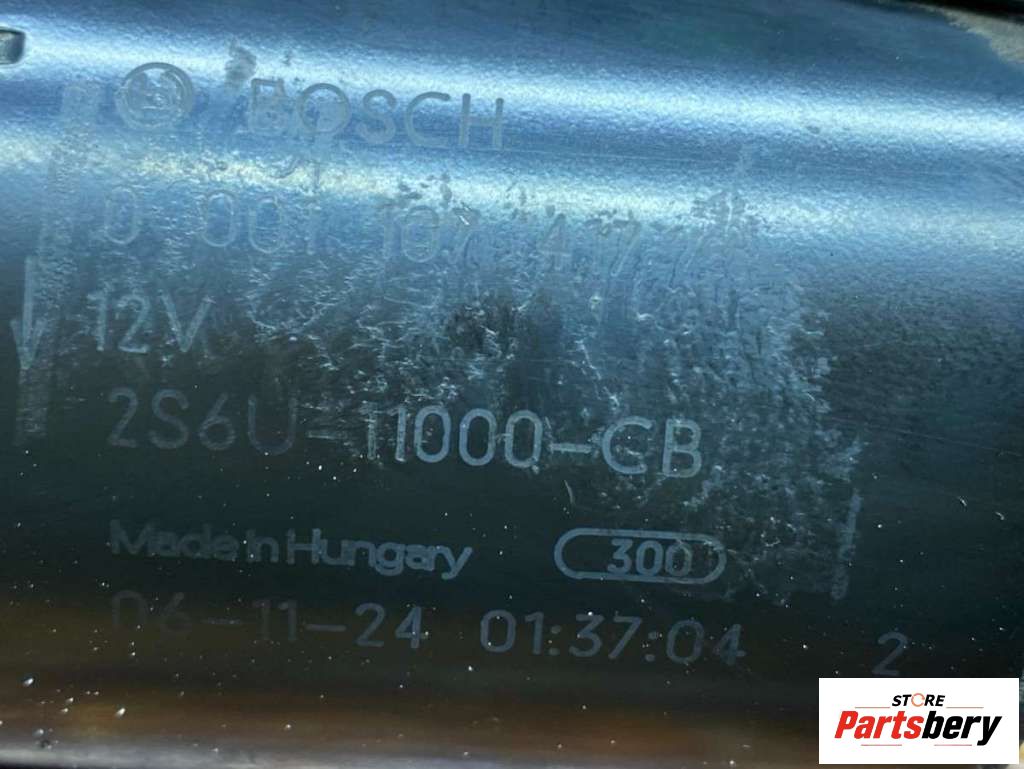 BOSCH
0 001 107 417
12V
2S6U-11000-CB
Made in Hungary 300
06-11-24 01:37:04 2
STORE
Partsbery